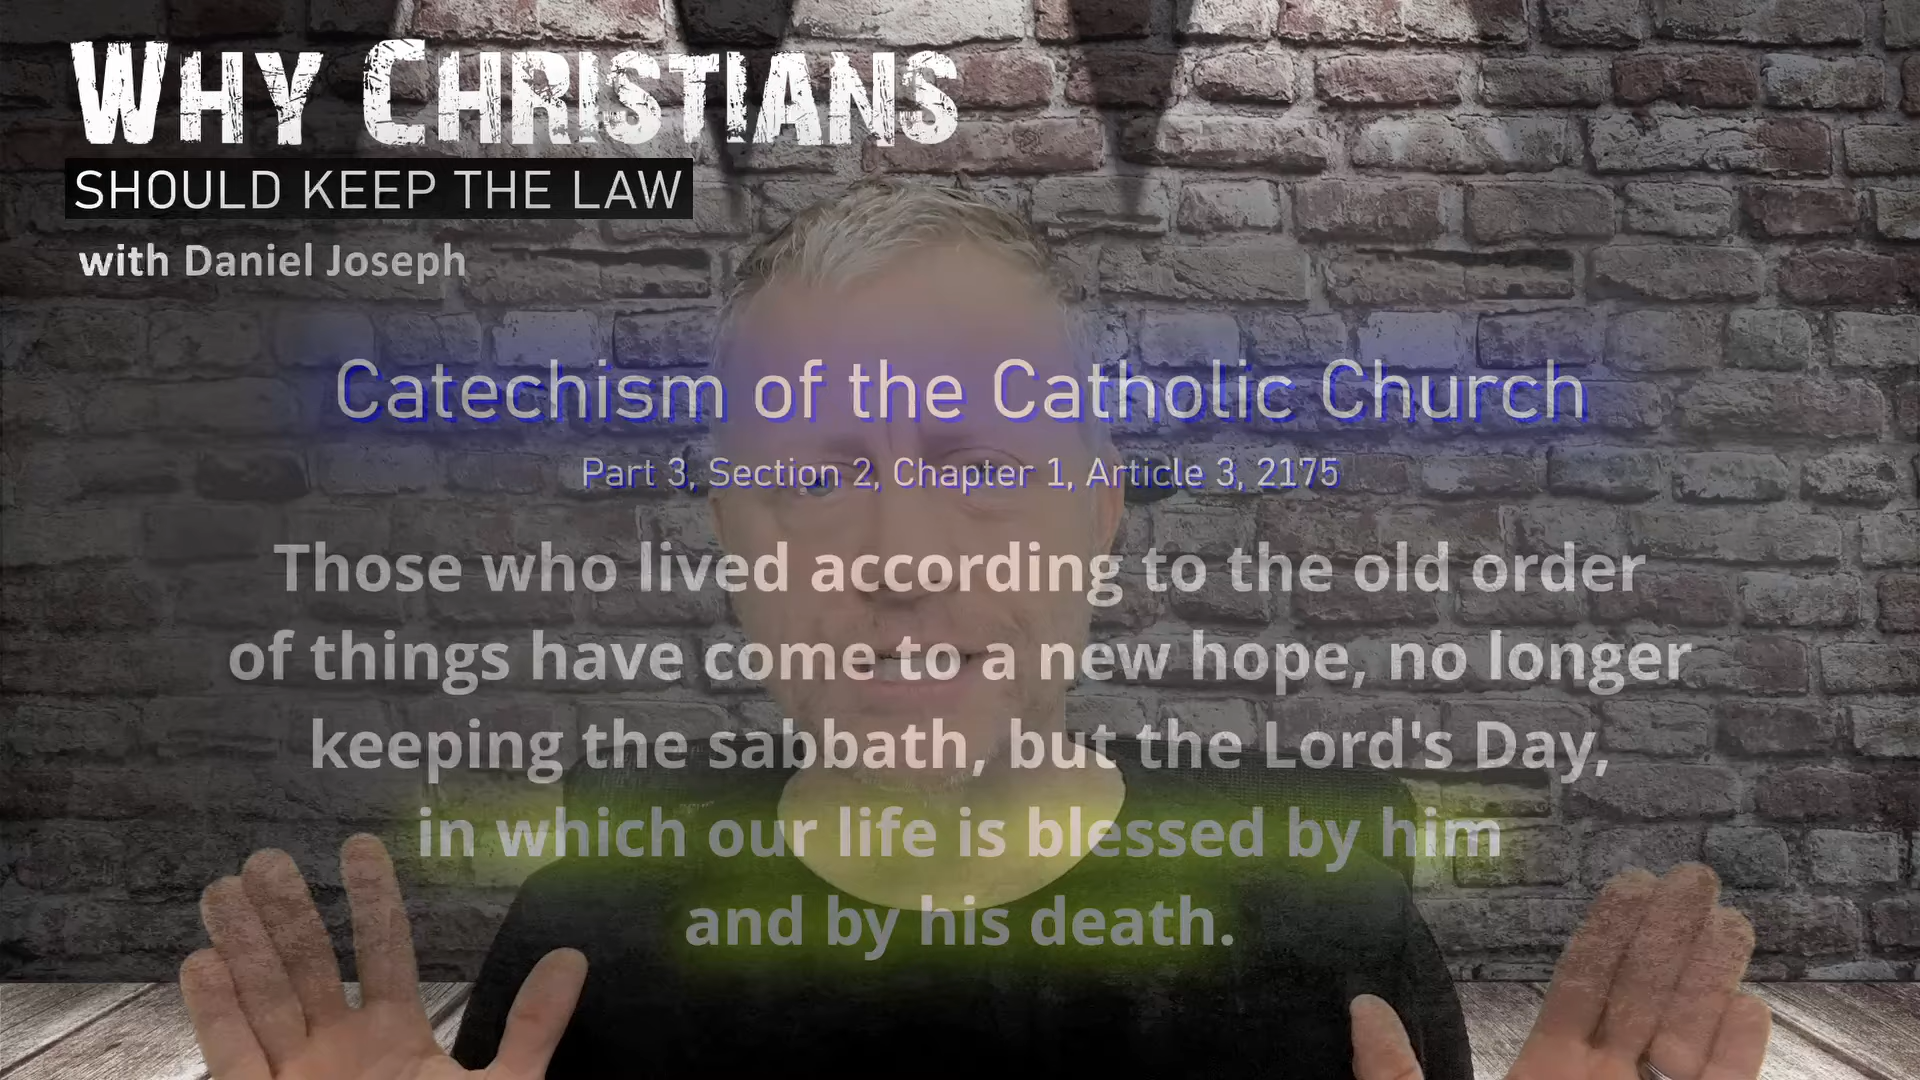 WHY CHRISTIANS
SHOULD KEEP THE LAW
with Daniel Joseph
Catechism of the Catholic Church
Part 3, Section 2, Chapter 1, Article 3, 2175
Those who lived according to the old order
of things have come to a new hope, no longer
keeping the sabbath, but the Lord's Day,
in which our life is blessed by him
and by his death.